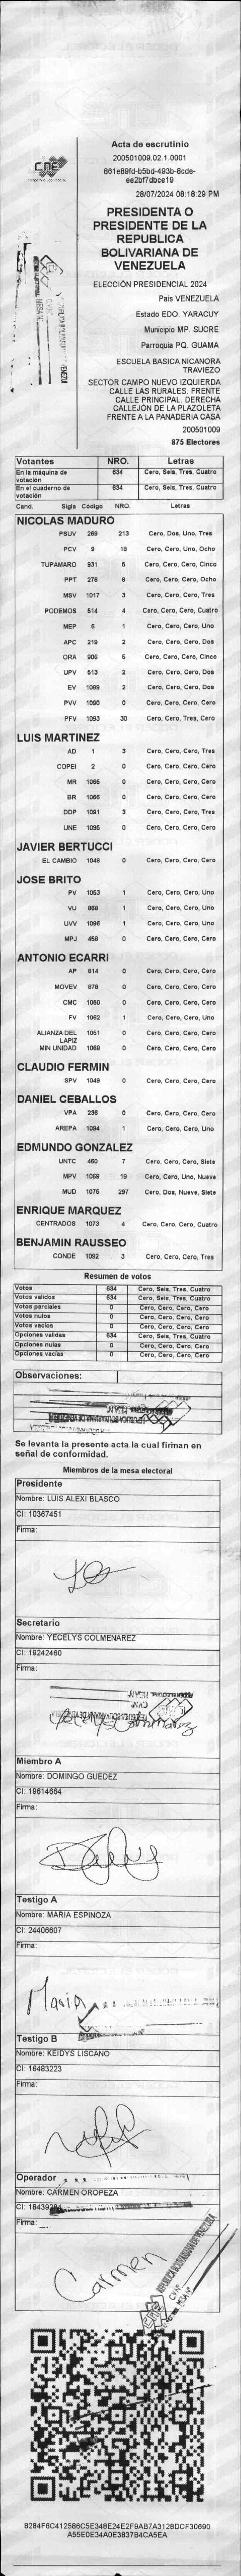 CNE
Acta de escrutinio
200501009.02.1.0001
861e89fd-b5bd-493b-8cde-
ee2bf7dbce19
28/07/2024 08:18:29 PM
PRESIDENTA O
PRESIDENTE DE LA
REPUBLICA
BOLIVARIANA DE
VENEZUELA
ELECCIÓN PRESIDENCIAL 2024
Pais VENEZUELA
Estado EDO. YARACUY
Municipio MP. SUCRE
Parroquia PQ. GUAMA
ESCUELA BASICA NICANORA
TRAVIEZO
SECTOR CAMPO NUEVO IZQUIERDA
CALLE LAS RURALES. FRENTE
CALLE PRINCIPAL. DERECHA
CALLEJÓN DE LA PLAZOLETA
FRENTE A LA PANADERIA CASA
200501009
875 Electores
Votantes NRO. Letras
En la máquina de votación 634 Cero, Seis, Tres, Cuatro
En el cuaderno de votación 634 Cero, Seis, Tres, Cuatro
Cand. Sigla Código NRO. Letras
NICOLAS MADURO
PSUV 269 213 Cero, Dos, Uno, Tres
PCV 9 18 Cero, Cero, Uno, Ocho
TUPAMARO 931 5 Cero, Cero, Cero, Cinco
PPT 276 8 Cero, Cero, Cero, Ocho
MSV 1017 3 Cero, Cero, Cero, Tres
PODEMOS 514 4 Cero, Cero, Cero, Cuatro
MEP 6 1 Cero, Cero, Cero, Uno
APC 219 2 Cero, Cero, Cero, Dos
ORA 906 5 Cero, Cero, Cero, Cinco
UPV 513 2 Cero, Cero, Cero, Dos
EV 1089 2 Cero, Cero, Cero, Dos
PVV 1090 0 Cero, Cero, Cero, Cero
PFV 1093 30 Cero, Cero, Tres, Cero
LUIS MARTINEZ
AD 1 3 Cero, Cero, Cero, Tres
COPEI 2 0 Cero, Cero, Cero, Cero
MR 1065 0 Cero, Cero, Cero, Cero
BR 1066 0 Cero, Cero, Cero, Cero
DDP 1091 3 Cero, Cero, Cero, Tres
UNE 1095 0 Cero, Cero, Cero, Cero
JAVIER BERTUCCI
EL CAMBIO 1048 0 Cero, Cero, Cero, Cero
JOSE BRITO
PV 1053 1 Cero, Cero, Cero, Uno
VU 869 1 Cero, Cero, Cero, Uno
UVV 1096 1 Cero, Cero, Cero, Uno
MPJ 458 0 Cero, Cero, Cero, Cero
ANTONIO ECARRI
AP 814 0 Cero, Cero, Cero, Cero
MOVEV 878 0 Cero, Cero, Cero, Cero
CMC 1050 0 Cero, Cero, Cero, Cero
FV 1062 1 Cero, Cero, Cero, Uno
ALIANZA DEL LAPIZ 1051 0 Cero, Cero, Cero, Cero
MIN UNIDAD 1069 0 Cero, Cero, Cero, Cero
CLAUDIO FERMIN
SPV 1049 0 Cero, Cero, Cero, Cero
DANIEL CEBALLOS
VPA 236 0 Cero, Cero, Cero, Cero
AREPA 1094 1 Cero, Cero, Cero, Uno
EDMUNDO GONZALEZ
UNTC 460 7 Cero, Cero, Cero, Siete
MPV 1069 19 Cero, Cero, Uno, Nueve
MUD 1075 297 Cero, Dos, Nueve, Siete
ENRIQUE MARQUEZ
CENTRADOS 1073 4 Cero, Cero, Cero, Cuatro
BENJAMIN RAUSSEO
CONDE 1092 3 Cero, Cero, Cero, Tres
Resumen de votos
Votos 634 Cero, Seis, Tres, Cuatro
Votos validos 634 Cero, Seis, Tres, Cuatro
Votos parciales 0 Cero, Cero, Cero, Cero
Votos nulos 0 Cero, Cero, Cero, Cero
Votos vacios 0 Cero, Cero, Cero, Cero
Opciones validas 634 Cero, Seis, Tres, Cuatro
Opciones nulas 0 Cero, Cero, Cero, Cero
Opciones vacias 0 Cero, Cero, Cero, Cero
Observaciones:
Se levanta la presente acta la cual firman en
señal de conformidad.
Miembros de la mesa electoral
Presidente
Nombre: LUIS ALEXI BLASCO
CI: 10367451
Firma:
Secretario
Nombre: YECELYS COLMENAREZ
CI: 19242460
Firma:
Yecelys Colmenarez
Miembro A
Nombre: DOMINGO GUEDEZ
CI: 19614664
Firma:
Testigo A
Nombre: MARIA ESPINOZA
CI: 24406607
Firma:
Maria
Testigo B
Nombre: KEIDYS LISCANO
CI: 16483223
Firma:
Operador
Nombre: CARMEN OROPEZA
Firma:
Carmen
8284F6C412586C5E348E24E2F9AB7A3128DCF30690
A55E0E34A0E3837B4CA5EA